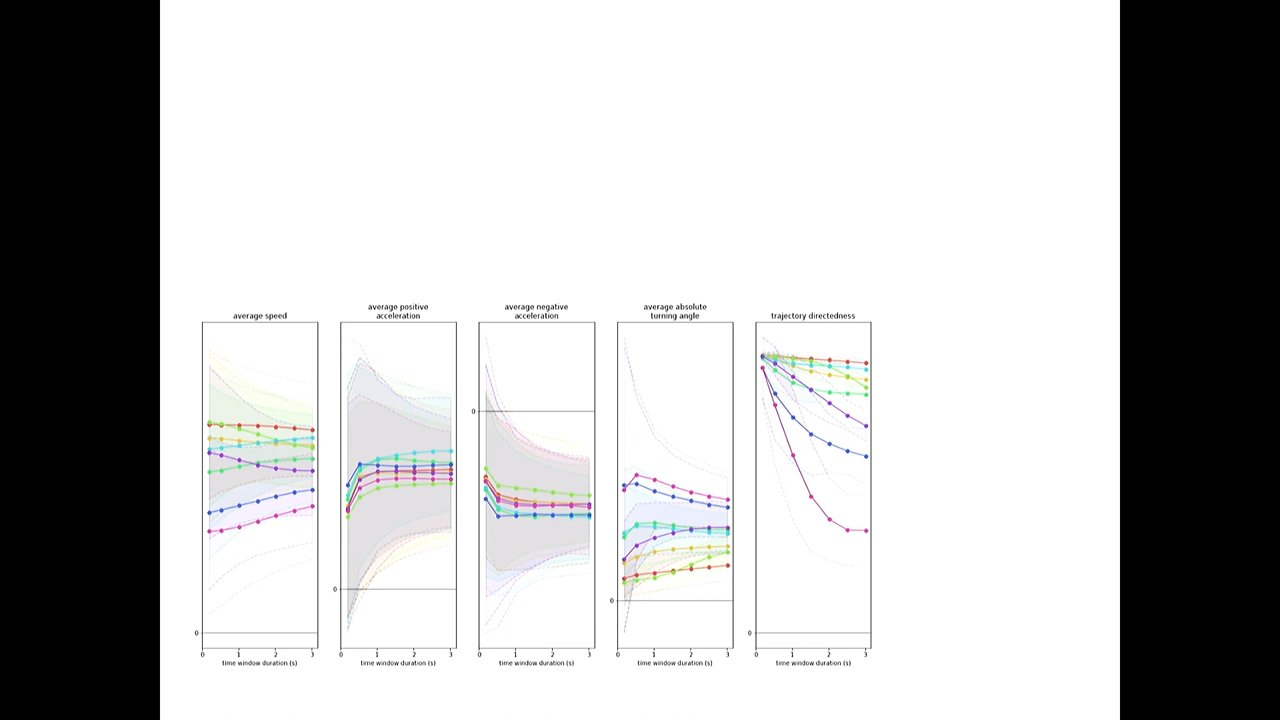 average speed
average positive
acceleration
average negative
acceleration
average absolute
turning angle
trajectory directedness
0
0
0
0
0
0 1 2 3
0 1 2 3
0 1 2 3
0 1 2 3
0 1 2 3
time window duration (s)
time window duration (s)
time window duration (s)
time window duration (s)
time window duration (s)